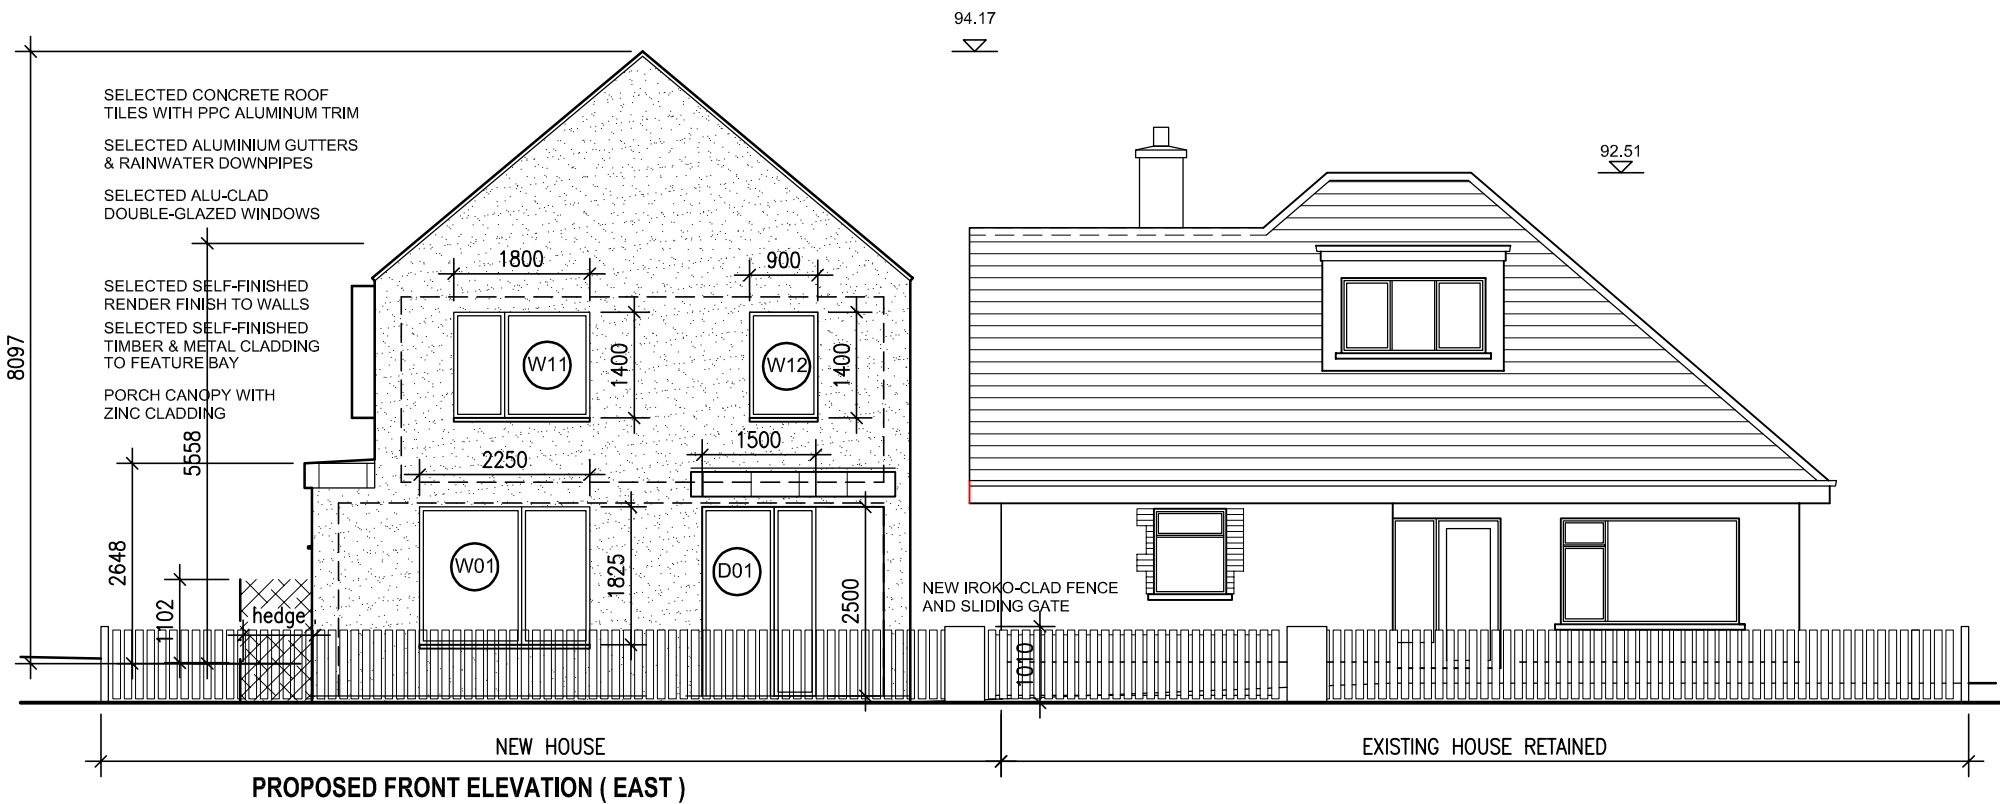 94.17
SELECTED CONCRETE ROOF
TILES WITH PPC ALUMINUM TRIM
SELECTED ALUMINIUM GUTTERS
& RAINWATER DOWNPIPES
SELECTED ALU-CLAD
DOUBLE-GLAZED WINDOWS
SELECTED SELF-FINISHED
RENDER FINISH TO WALLS
SELECTED SELF-FINISHED
TIMBER & METAL CLADDING
TO FEATURE BAY
PORCH CANOPY WITH
ZINC CLADDING
92.51
8097
5558
2648
1102
hedge
1800
900
W11
1400
W12
1400
2250
1500
W01
1825
D01
2500
NEW IROKO-CLAD FENCE
AND SLIDING GATE
1010
NEW HOUSE
EXISTING HOUSE RETAINED
PROPOSED FRONT ELEVATION ( EAST )